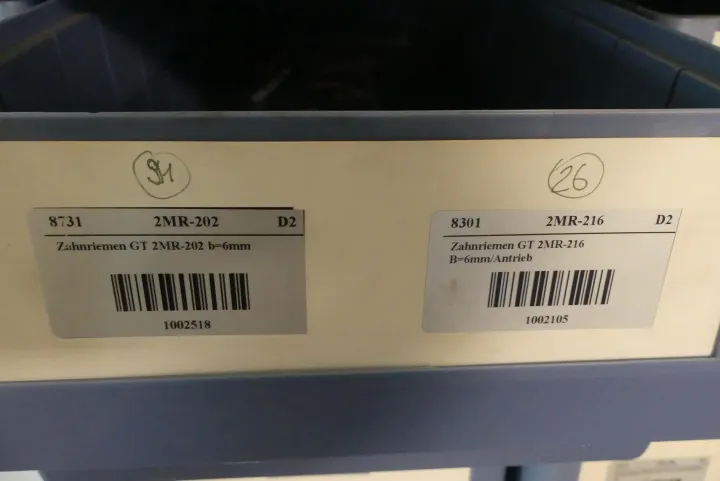 26
8731 2MR-202 D2
Zahnriemen GT 2MR-202 b=6mm
1002518
8301 2MR-216 D2
Zahnriemen GT 2MR-216
B=6mm/Antrieb
1002105